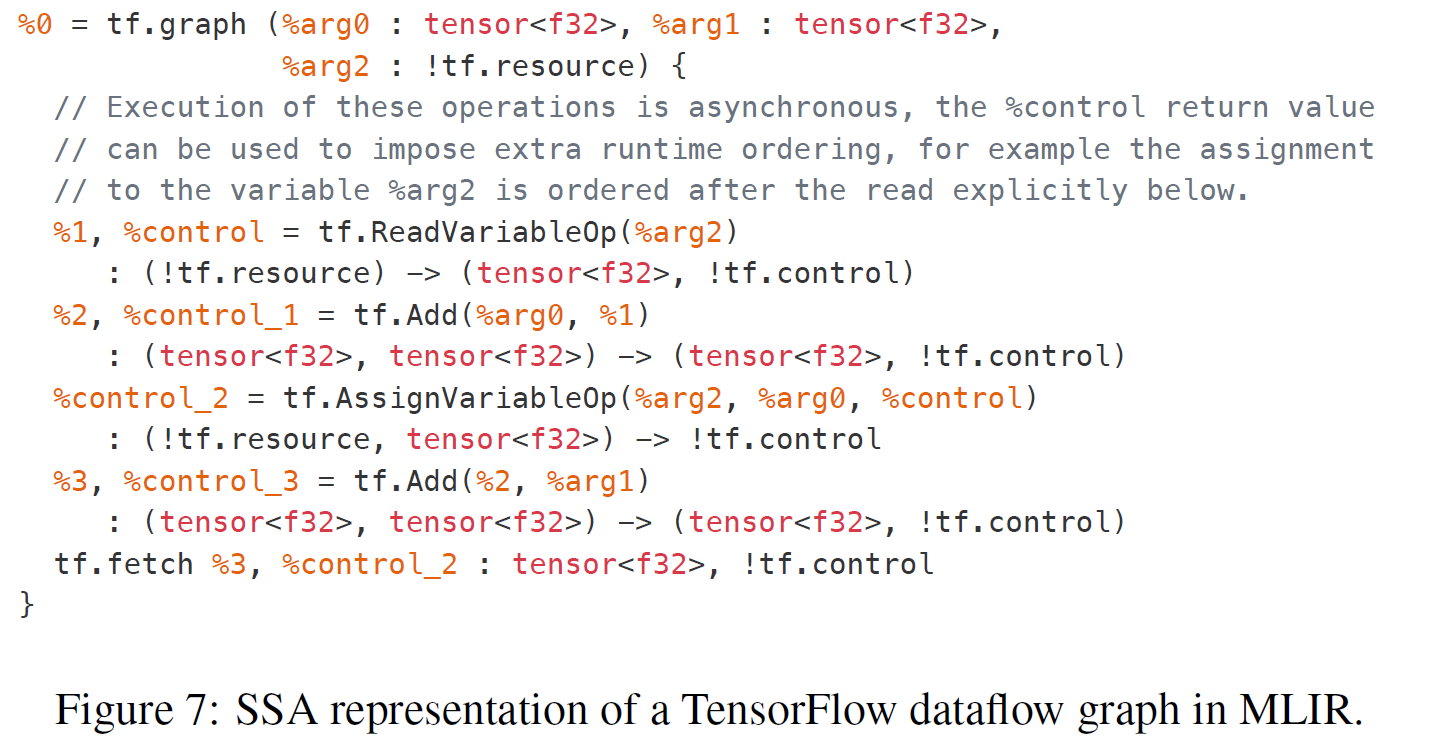 %0 = tf.graph (%arg0 : tensor<f32>, %arg1 : tensor<f32>,
%arg2 : !tf.resource) {
// Execution of these operations is asynchronous, the %control return value
// can be used to impose extra runtime ordering, for example the assignment
// to the variable %arg2 is ordered after the read explicitly below.
%1, %control = tf.ReadVariableOp(%arg2)
: (!tf.resource) −> (tensor<f32>, !tf.control)
%2, %control_1 = tf.Add(%arg0, %1)
: (tensor<f32>, tensor<f32>) −> (tensor<f32>, !tf.control)
%control_2 = tf.AssignVariableOp(%arg2, %arg0, %control)
: (!tf.resource, tensor<f32>) −> !tf.control
%3, %control_3 = tf.Add(%2, %arg1)
: (tensor<f32>, tensor<f32>) −> (tensor<f32>, !tf.control)
tf.fetch %3, %control_2 : tensor<f32>, !tf.control
}
Figure 7: SSA representation of a TensorFlow dataflow graph in MLIR.